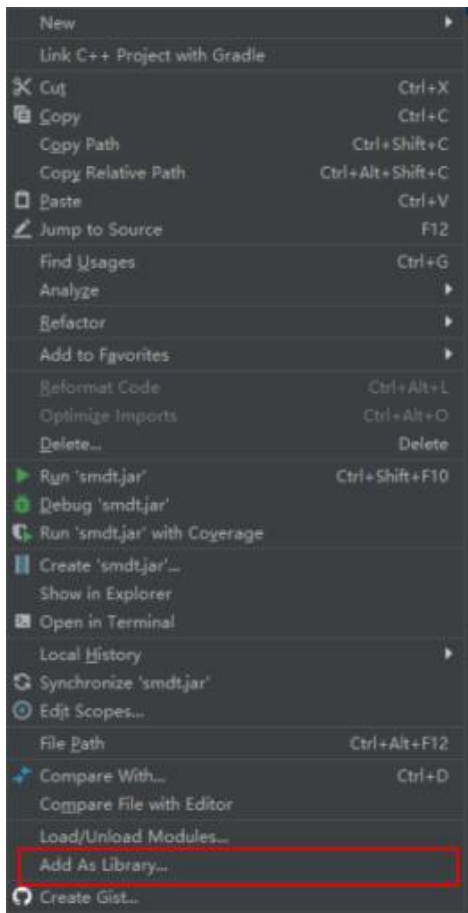 New
Link C++ Project with Gradle
Cut Ctrl+X
Copy Ctrl+C
Copy Path Ctrl+Shift+C
Copy Relative Path Ctrl+Alt+Shift+C
Paste Ctrl+V
Jump to Source F12
Find Usages Ctrl+G
Analyze
Refactor
Add to Favorites
Reformat Code Ctrl+Alt+L
Optimize Imports Ctrl+Alt+O
Delete... Delete
Run 'smdt.jar' Ctrl+Shift+F10
Debug 'smdt.jar'
Run 'smdt.jar' with Coverage
Create 'smdt.jar'...
Show in Explorer
Open in Terminal
Local History
Synchronize 'smdt.jar'
Edit Scopes...
File Path Ctrl+Alt+F12
Compare With... Ctrl+D
Compare File with Editor
Load/Unload Modules...
Add As Library...
Create Gist...